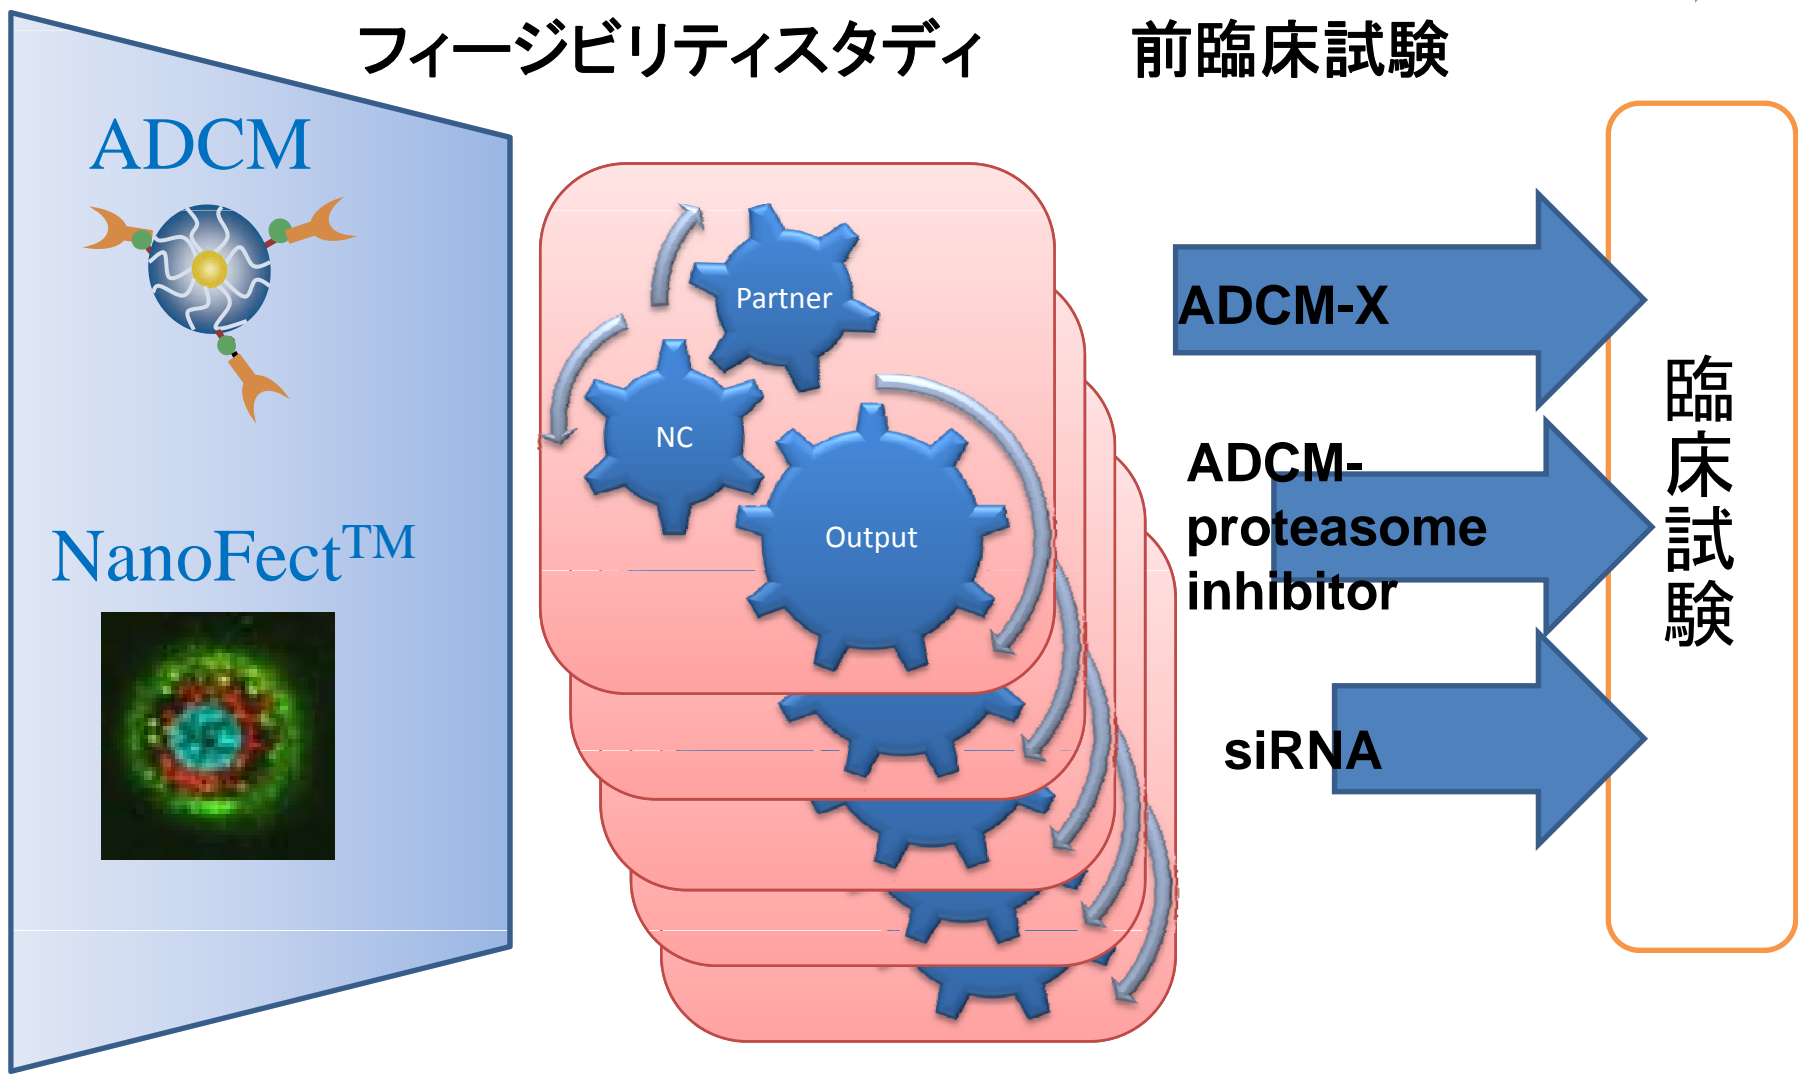 フィージビリティスタディ
前臨床試験
ADCM
NanoFect™
Partner
NC
Output
ADCM-X
ADCM-
proteasome
inhibitor
siRNA
臨床試験